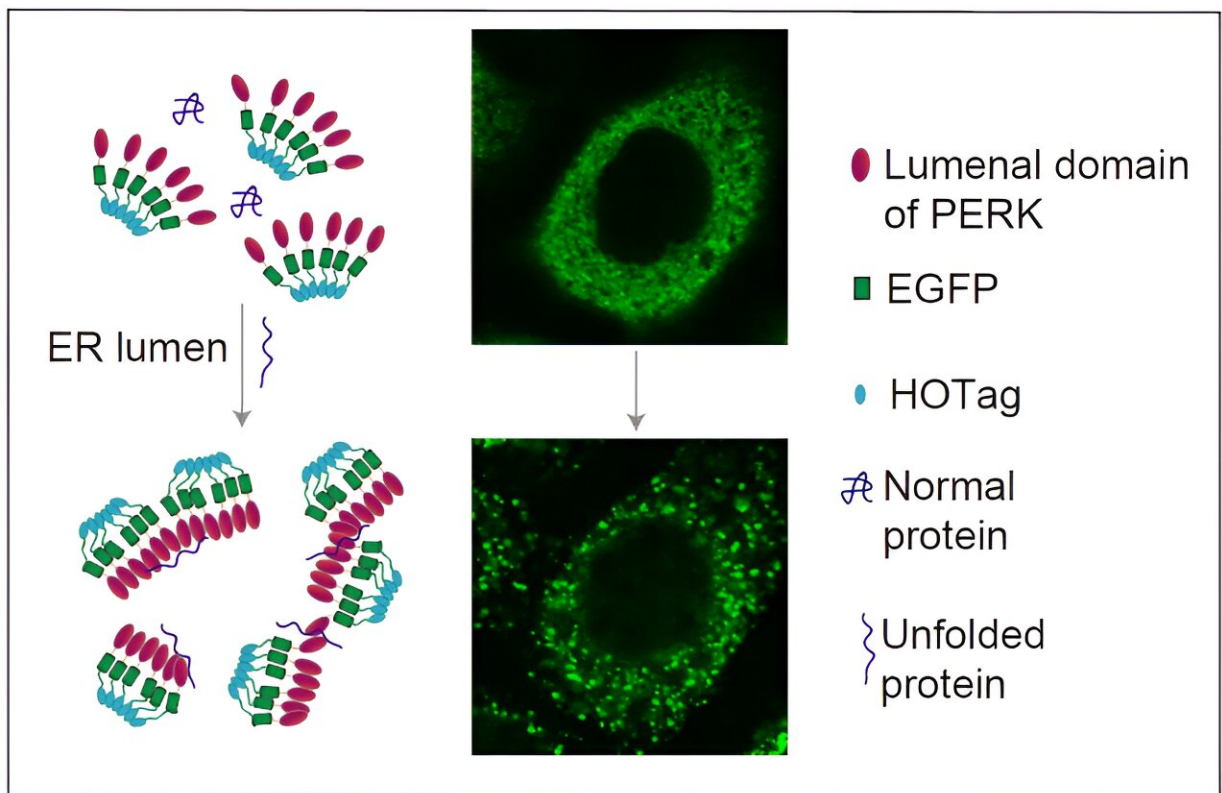 ER lumen
Lumenal domain
of PERK
EGFP
HOTag
Normal
protein
Unfolded
protein